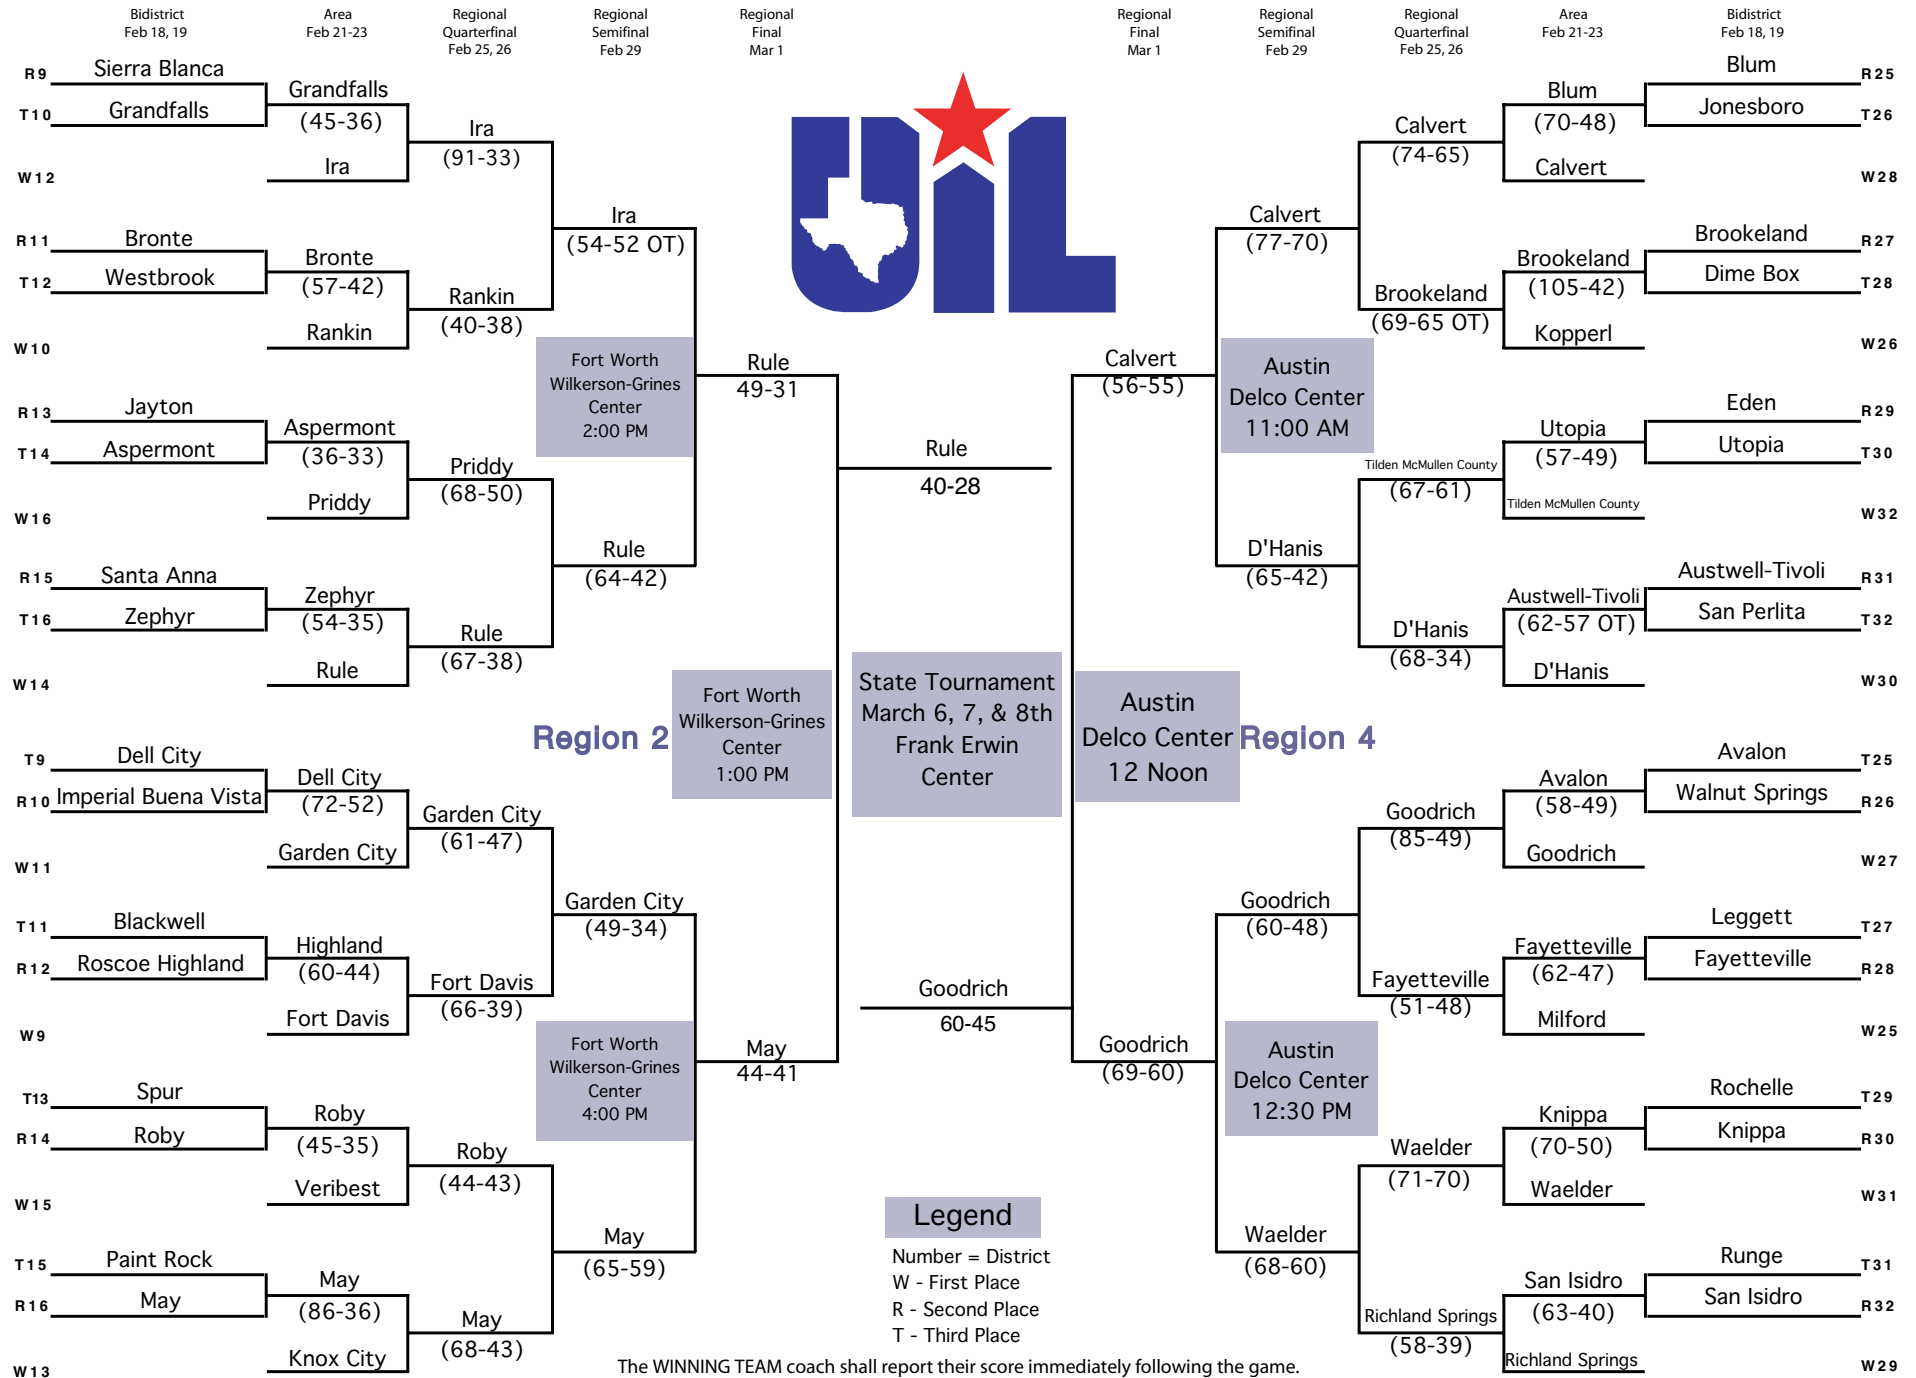 Bidistrict
Feb 18, 19
Area
Feb 21-23
Regional
Quarterfinal
Feb 25, 26
Regional
Semifinal
Feb 29
Regional
Final
Mar 1
Regional
Final
Mar 1
Regional
Semifinal
Feb 29
Regional
Quarterfinal
Feb 25, 26
Area
Feb 21-23
Bidistrict
Feb 18, 19
R9
Sierra Blanca
T10
Grandfalls
Grandfalls
(45-36)
W12
Ira
Ira
(91-33)
R11
Bronte
T12
Westbrook
Bronte
(57-42)
W10
Rankin
Rankin
(40-38)
Ira
(54-52 OT)
R13
Jayton
T14
Aspermont
Aspermont
(36-33)
W16
Priddy
Priddy
(68-50)
R15
Santa Anna
T16
Zephyr
Zephyr
(54-35)
W14
Rule
Rule
(67-38)
Rule
(64-42)
Fort Worth
Wilkerson-Grines
Center
2:00 PM
Rule
49-31
T9
Dell City
R10
Imperial Buena Vista
Dell City
(72-52)
W11
Garden City
Garden City
(61-47)
T11
Blackwell
R12
Roscoe Highland
Highland
(60-44)
W9
Fort Davis
Fort Davis
(66-39)
Garden City
(49-34)
T13
Spur
R14
Roby
Roby
(45-35)
W15
Veribest
Roby
(44-43)
T15
Paint Rock
R16
May
May
(86-36)
W13
Knox City
May
(68-43)
May
(65-59)
Fort Worth
Wilkerson-Grines
Center
4:00 PM
May
44-41
Region 2
Fort Worth
Wilkerson-Grines
Center
1:00 PM
Rule
40-28
UIL
State Tournament
March 6, 7, & 8th
Frank Erwin
Center
Goodrich
60-45
Austin
Delco Center
12 Noon
Region 4
Calvert
(56-55)
Austin
Delco Center
11:00 AM
Calvert
(77-70)
Calvert
(74-65)
Blum
(70-48)
Blum
R25
Jonesboro
T26
Calvert
W28
Brookeland
(69-65 OT)
Brookeland
(105-42)
Brookeland
R27
Dime Box
T28
Kopperl
W26
D'Hanis
(65-42)
Tilden McMullen County
(67-61)
Utopia
(57-49)
Eden
R29
Utopia
T30
Tilden McMullen County
W32
D'Hanis
(68-34)
Austwell-Tivoli
(62-57 OT)
Austwell-Tivoli
R31
San Perlita
T32
D'Hanis
W30
Goodrich
(69-60)
Austin
Delco Center
12:30 PM
Goodrich
(60-48)
Goodrich
(85-49)
Avalon
(58-49)
Avalon
T25
Walnut Springs
R26
Goodrich
W27
Fayetteville
(51-48)
Fayetteville
(62-47)
Leggett
T27
Fayetteville
R28
Milford
W25
Waelder
(68-60)
Waelder
(71-70)
Knippa
(70-50)
Rochelle
T29
Knippa
R30
Waelder
W31
Richland Springs
(58-39)
San Isidro
(63-40)
Runge
T31
San Isidro
R32
Richland Springs
W29
Legend
Number = District
W - First Place
R - Second Place
T - Third Place
The WINNING TEAM coach shall report their score immediately following the game.